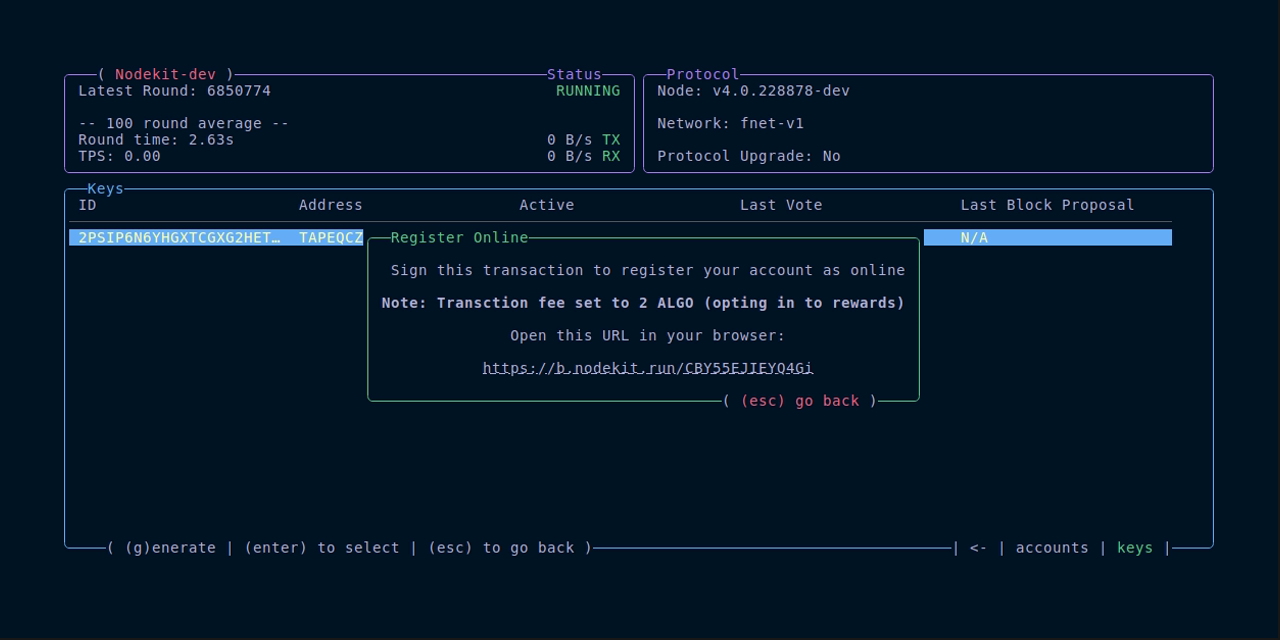 ( Nodekit-dev ) Status
Latest Round: 6850774 RUNNING
-- 100 round average --
Round time: 2.63s 0 B/s TX
TPS: 0.00 0 B/s RX
Protocol
Node: v4.0.228878-dev
Network: fnet-v1
Protocol Upgrade: No
Keys
ID Address Active Last Vote Last Block Proposal
2PSIP6N6YHGXTCGXG2HET… TAPEQCZ N/A
Register Online
Sign this transaction to register your account as online
Note: Transction fee set to 2 ALGO (opting in to rewards)
Open this URL in your browser:
https://b.nodekit.run/CBY55EJIEYQ4Gi
( (esc) go back )
( (g)enerate | (enter) to select | (esc) to go back ) | <- | accounts | keys |